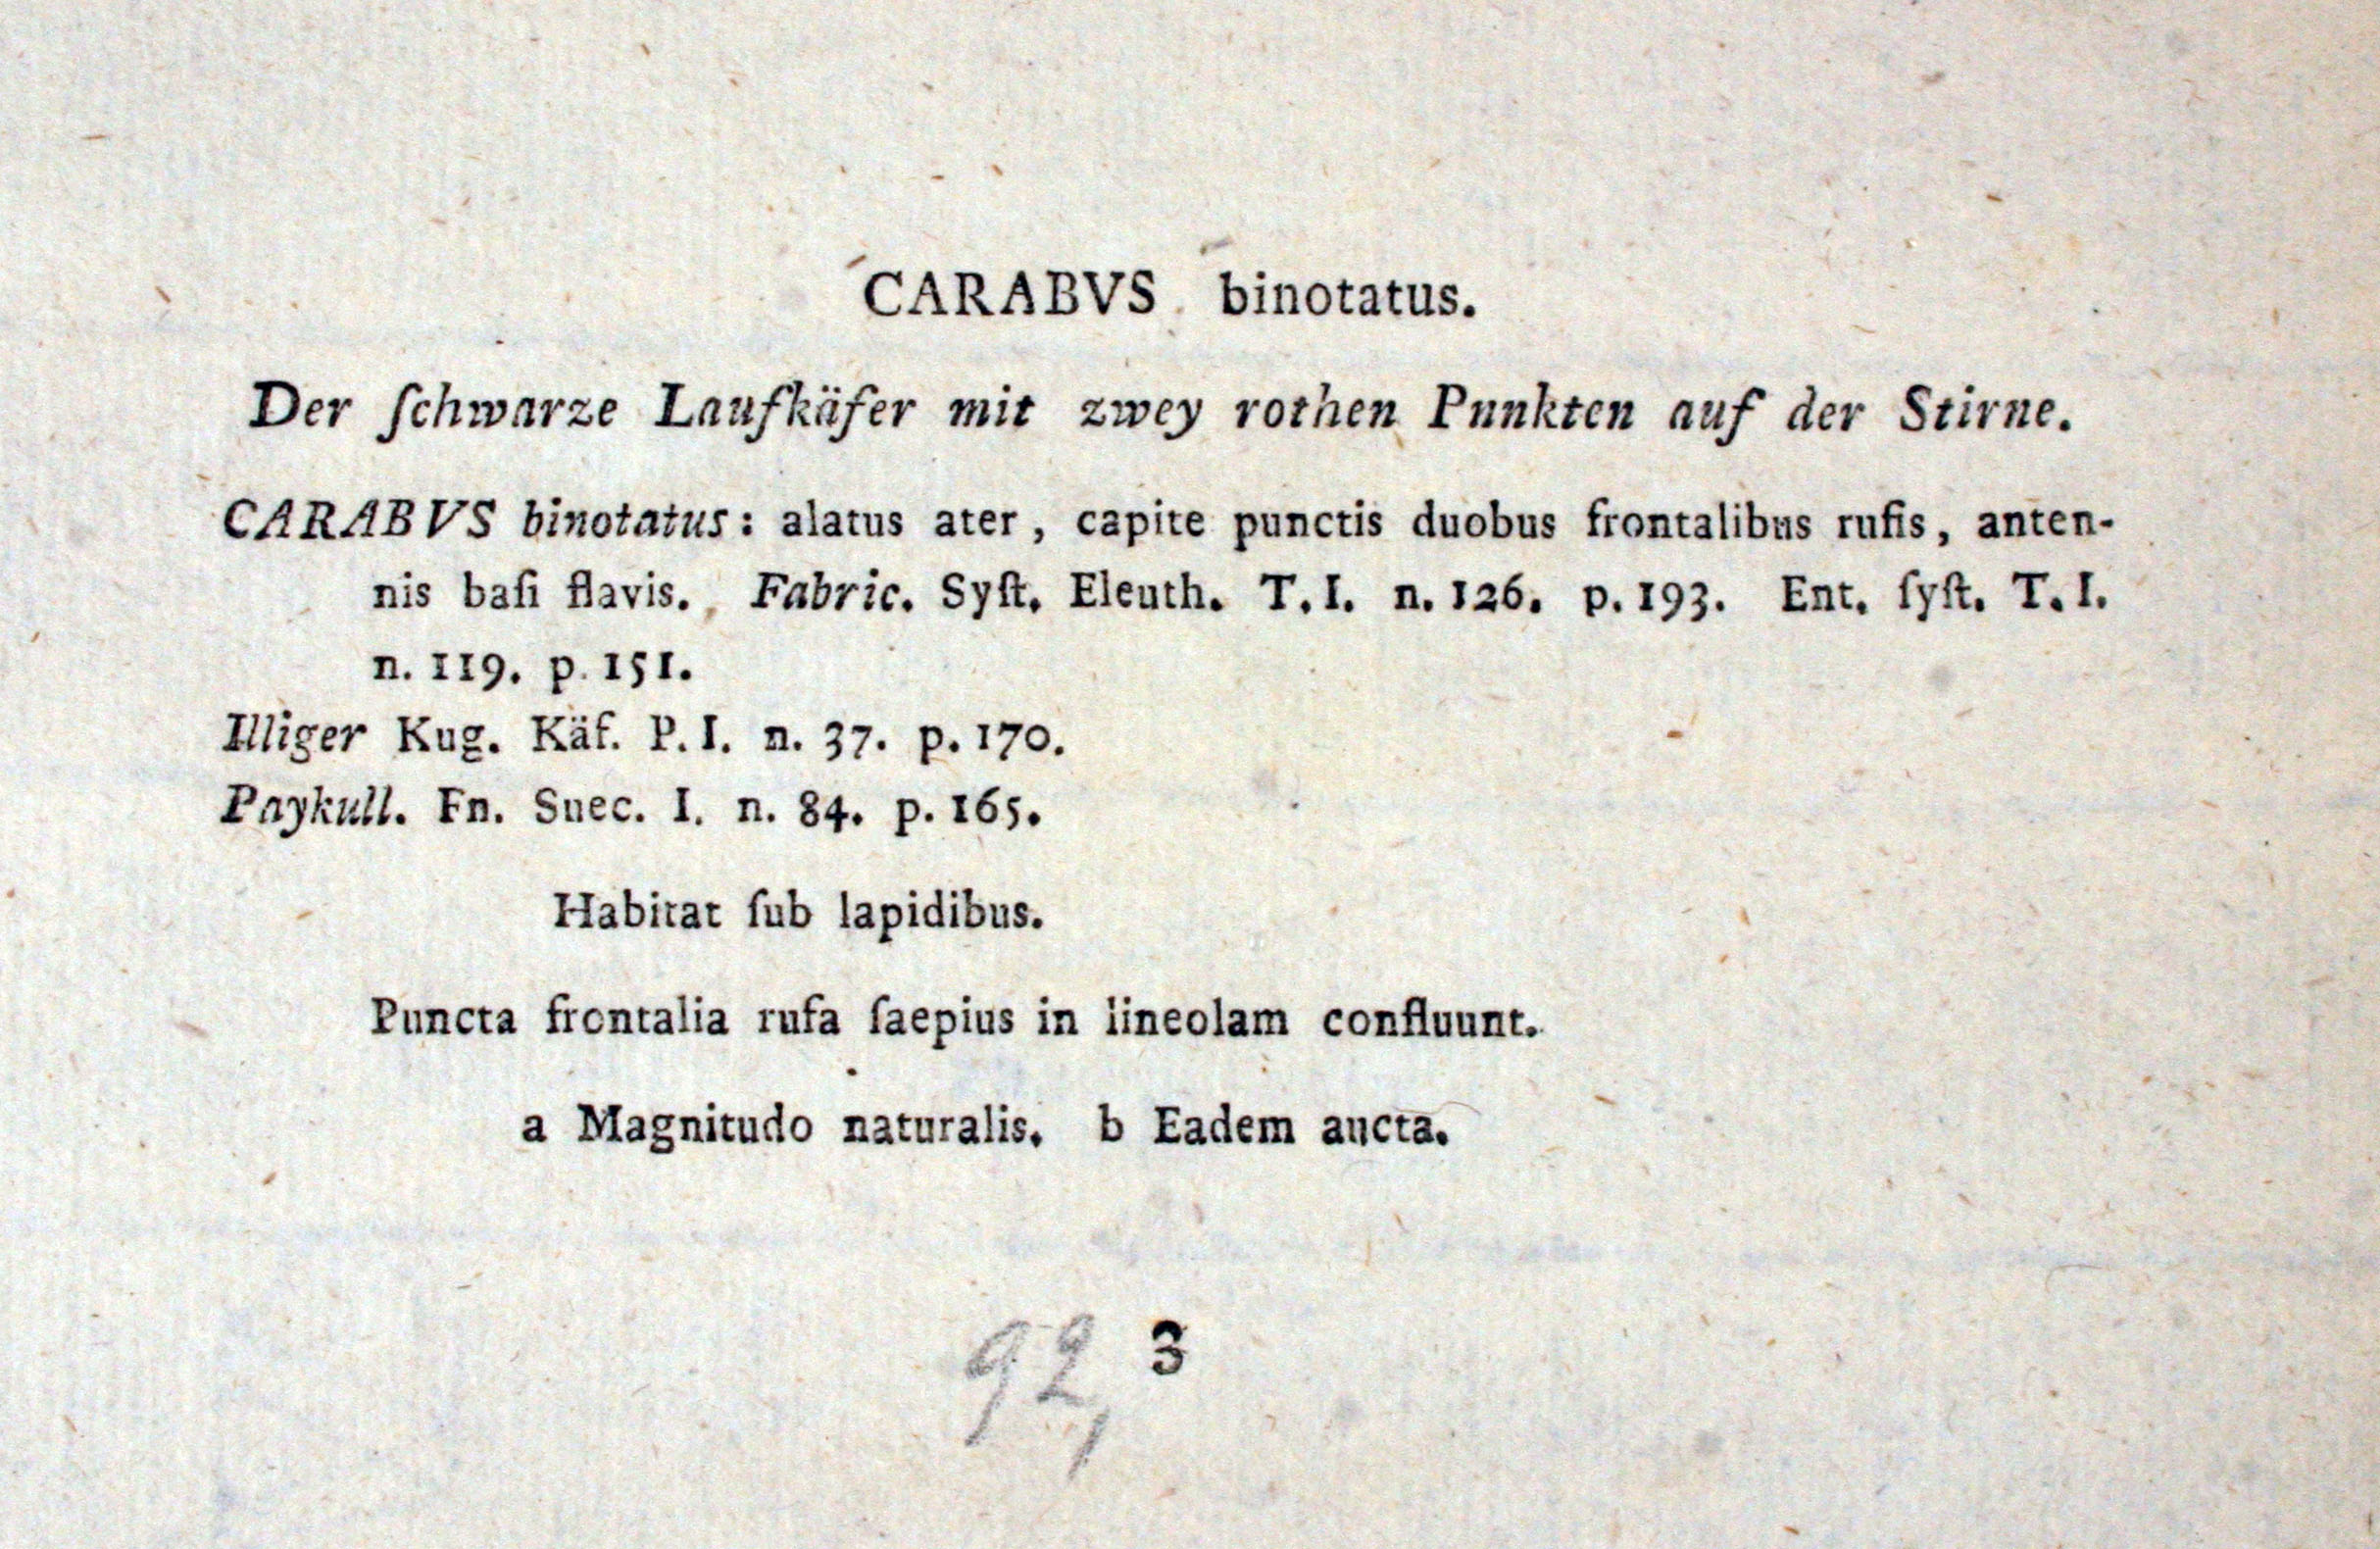 CARABVS binotatus.
Der ſchwarze Laufkäfer mit zwey rothen Punkten auf der Stirne.
CARABVS binotatus: alatus ater, capite punctis duobus frontalibus rufis, anten-
nis baſi flavis. Fabric. Syſt. Eleuth. T. I. n. 126. p. 193. Ent. ſyſt. T. I.
n. 119. p. 151.
Illiger Kug. Käf. P. I. n. 37. p. 170.
Paykull. Fn. Suec. I. n. 84. p. 165.
Habitat ſub lapidibus.
Puncta frontalia rufa ſaepius in lineolam confluunt.
a Magnitudo naturalis. b Eadem aucta.
92, 3